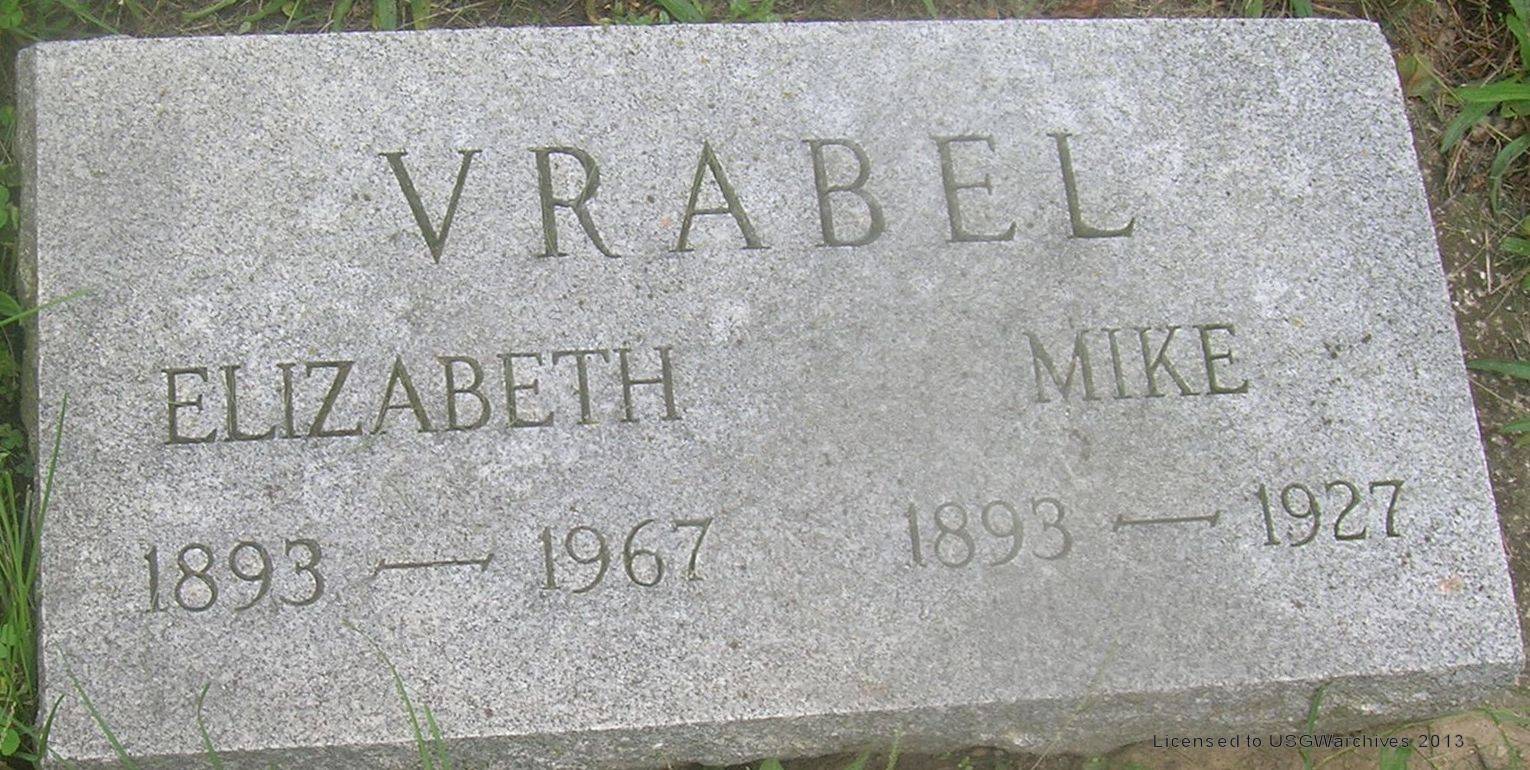 VRABEL
ELIZABETH MIKE
1893 — 1967 1893 — 1927
Licensed to USGWarchives 2013